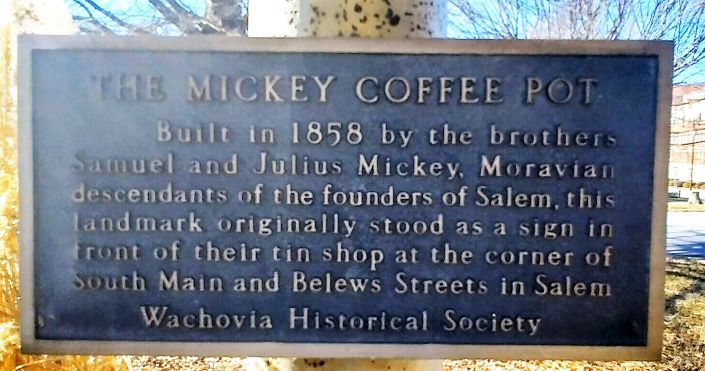 THE MICKEY COFFEE POT
Built in 1858 by the brothers
Samuel and Julius Mickey, Moravian
descendants of the founders of Salem, this
landmark originally stood as a sign in
front of their tin shop at the corner of
South Main and Belews Streets in Salem
Wachovia Historical Society